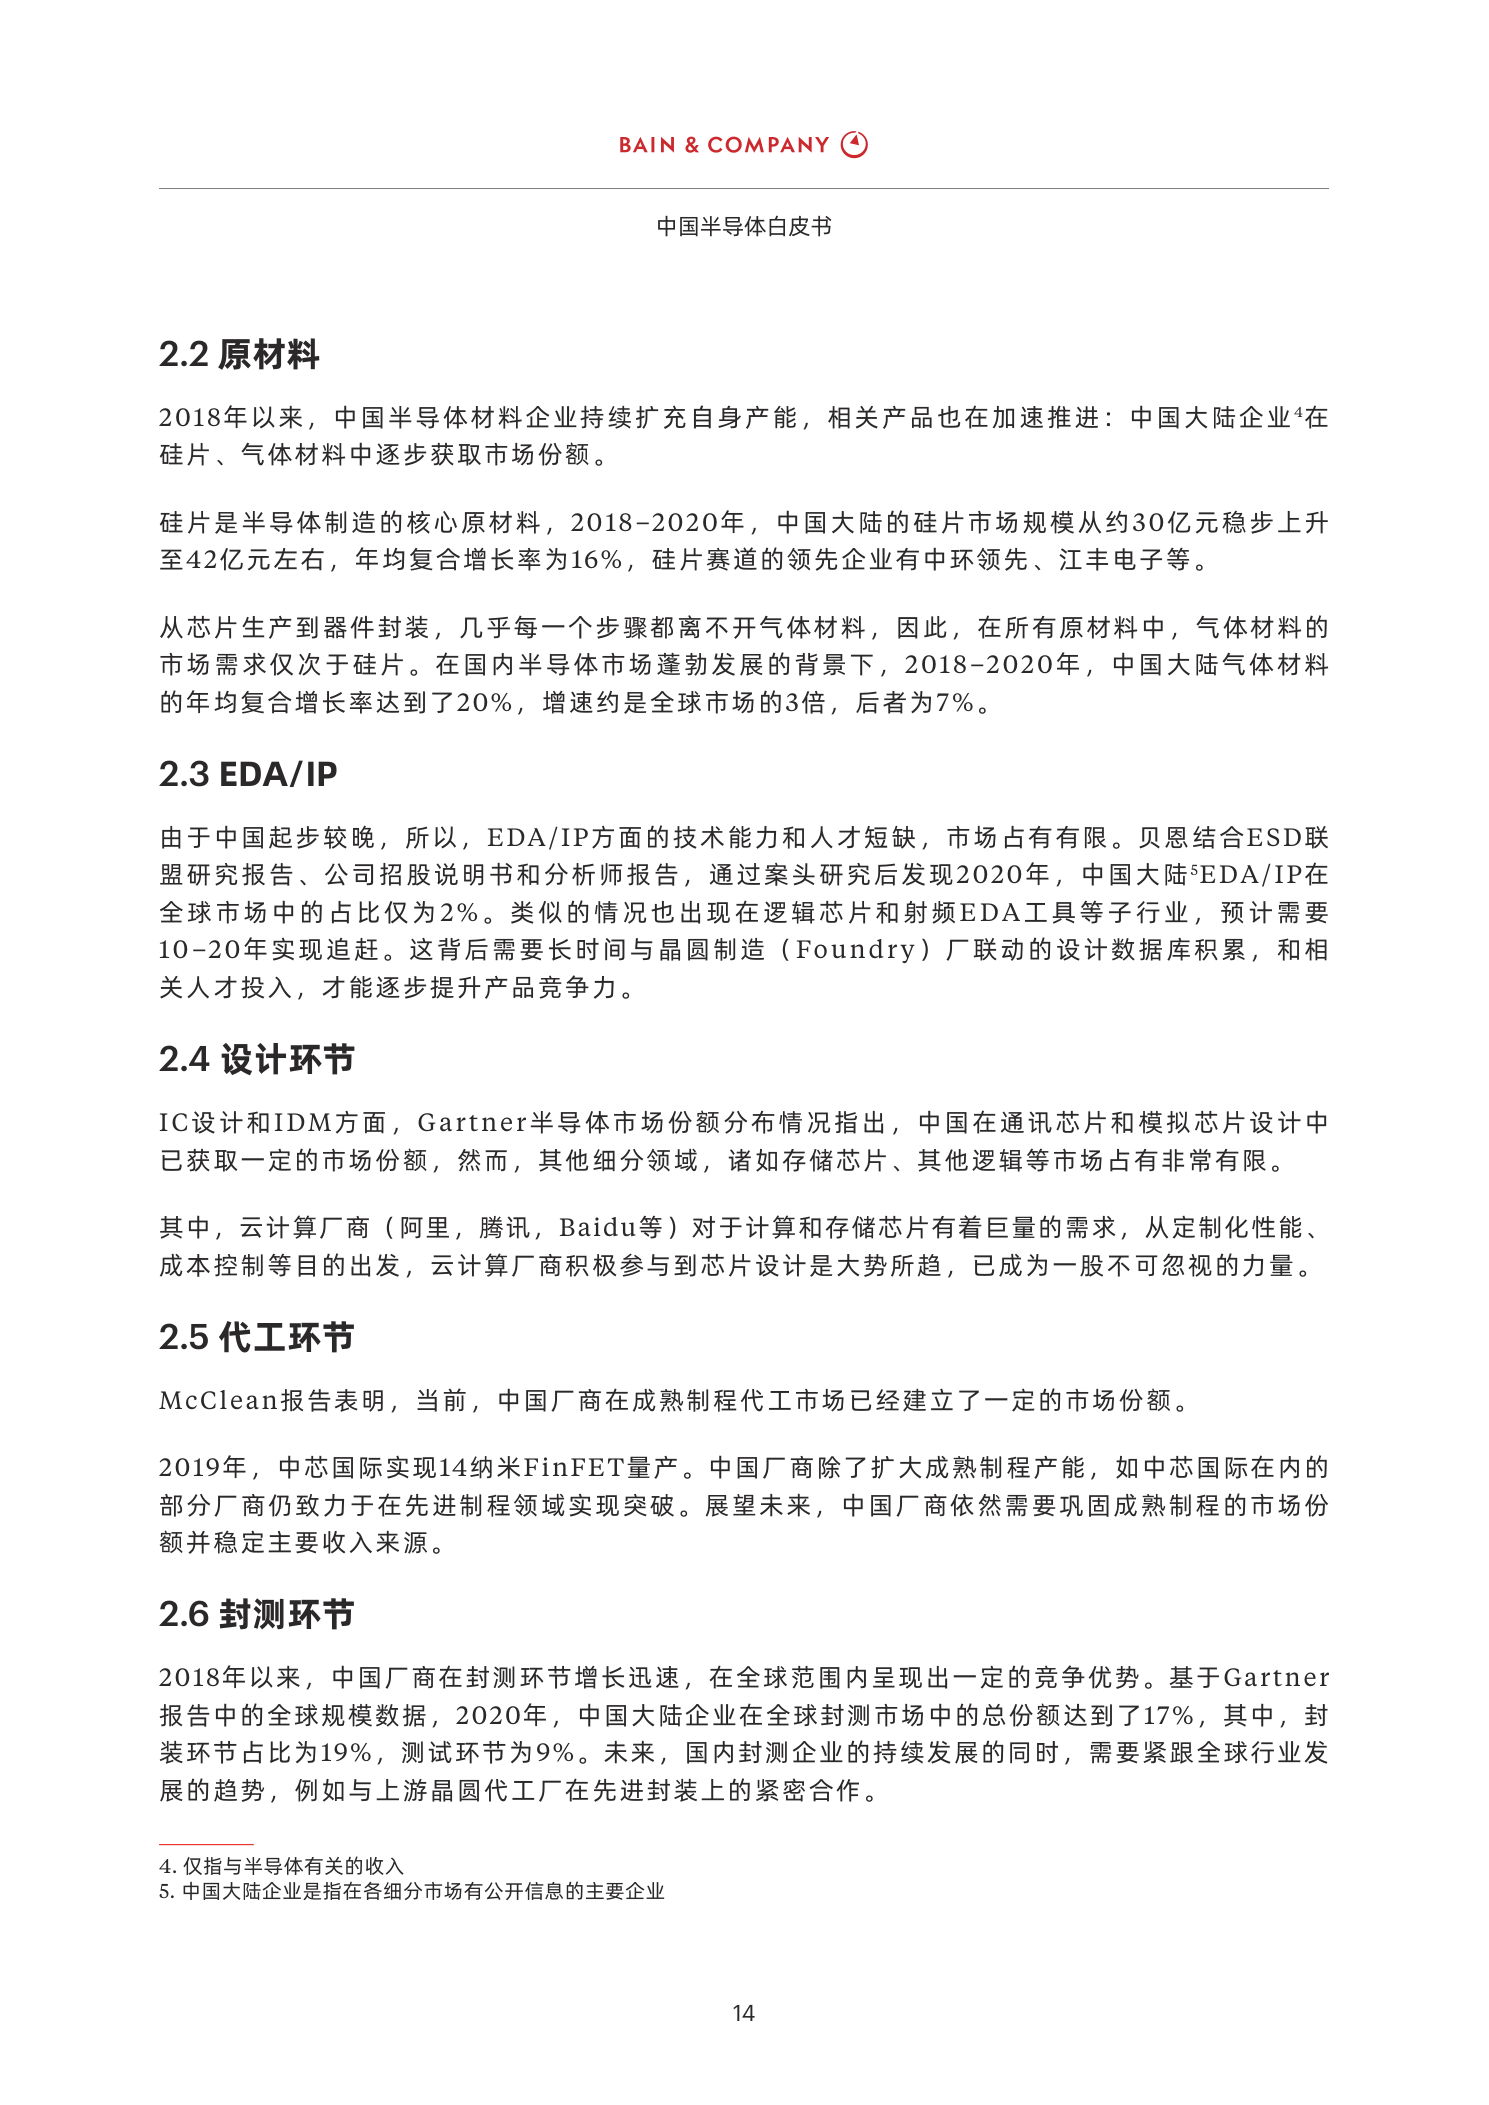 BAIN & COMPANY
中国半导体白皮书
2.2 原材料
2018年以来，中国半导体材料企业持续扩充自身产能，相关产品也在加速推进：中国大陆企业⁴在
硅片、气体材料中逐步获取市场份额。
硅片是半导体制造的核心原材料，2018–2020年，中国大陆的硅片市场规模从约30亿元稳步上升
至42亿元左右，年均复合增长率为16%，硅片赛道的领先企业有中环领先、江丰电子等。
从芯片生产到器件封装，几乎每一个步骤都离不开气体材料，因此，在所有原材料中，气体材料的
市场需求仅次于硅片。在国内半导体市场蓬勃发展的背景下，2018–2020年，中国大陆气体材料
的年均复合增长率达到了20%，增速约是全球市场的3倍，后者为7%。
2.3 EDA/IP
由于中国起步较晚，所以，EDA/IP方面的技术能力和人才短缺，市场占有有限。贝恩结合ESD联
盟研究报告、公司招股说明书和分析师报告，通过案头研究后发现2020年，中国大陆⁵EDA/IP在
全球市场中的占比仅为2%。类似的情况也出现在逻辑芯片和射频EDA工具等子行业，预计需要
10–20年实现追赶。这背后需要长时间与晶圆制造（Foundry）厂联动的设计数据库积累，和相
关人才投入，才能逐步提升产品竞争力。
2.4 设计环节
IC设计和IDM方面，Gartner半导体市场份额分布情况指出，中国在通讯芯片和模拟芯片设计中
已获取一定的市场份额，然而，其他细分领域，诸如存储芯片、其他逻辑等市场占有非常有限。
其中，云计算厂商（阿里，腾讯，Baidu等）对于计算和存储芯片有着巨量的需求，从定制化性能、
成本控制等目的出发，云计算厂商积极参与到芯片设计是大势所趋，已成为一股不可忽视的力量。
2.5 代工环节
McClean报告表明，当前，中国厂商在成熟制程代工市场已经建立了一定的市场份额。
2019年，中芯国际实现14纳米FinFET量产。中国厂商除了扩大成熟制程产能，如中芯国际在内的
部分厂商仍致力于在先进制程领域实现突破。展望未来，中国厂商依然需要巩固成熟制程的市场份
额并稳定主要收入来源。
2.6 封测环节
2018年以来，中国厂商在封测环节增长迅速，在全球范围内呈现出一定的竞争优势。基于Gartner
报告中的全球规模数据，2020年，中国大陆企业在全球封测市场中的总份额达到了17%，其中，封
装环节占比为19%，测试环节为9%。未来，国内封测企业的持续发展的同时，需要紧跟全球行业发
展的趋势，例如与上游晶圆代工厂在先进封装上的紧密合作。
4. 仅指与半导体有关的收入
5. 中国大陆企业是指在各细分市场有公开信息的主要企业
14